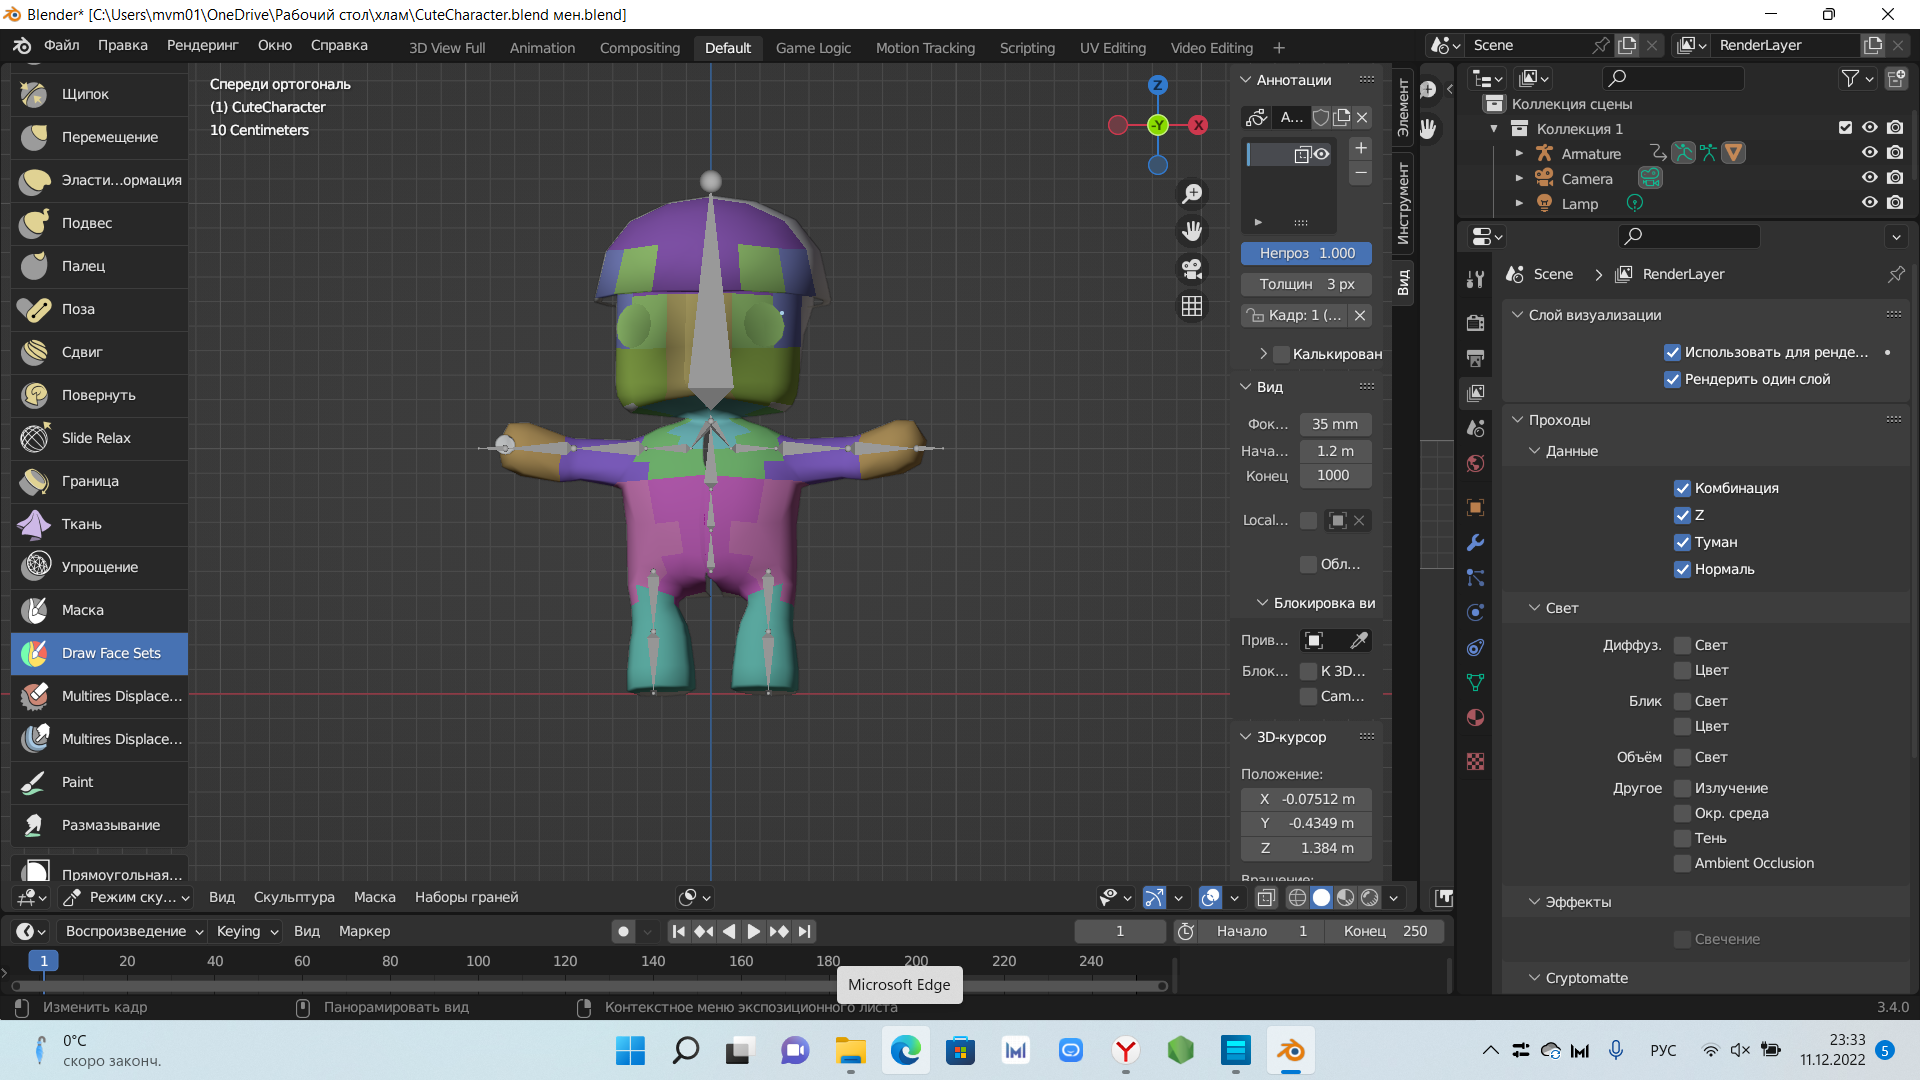 Blender* [C:\Users\mvm01\OneDrive\Рабочий стол\хлам\CuteCharacter.blend мен.blend]
Файл Правка Рендеринг Окно Справка
3D View Full Animation Compositing Default Game Logic Motion Tracking Scripting UV Editing Video Editing
Scene
RenderLayer
Щипок
Перемещение
Эласти...ормация
Подвес
Палец
Поза
Сдвиг
Повернуть
Slide Relax
Граница
Ткань
Упрощение
Маска
Draw Face Sets
Multires Displace...
Multires Displace...
Paint
Размазывание
Прямоугольная...
Спереди ортогональ
(1) CuteCharacter
10 Centimeters
Z
-Y
X
Аннотации
А...
Непроз 1.000
Толщин 3 px
Кадр: 1 (...
Калькирован
Вид
Фок... 35 mm
Нача... 1.2 m
Конец 1000
Local...
Обл...
Блокировка ви
Прив...
Блок... К 3D...
Cam...
3D-курсор
Положение:
X -0.07512 m
Y -0.4349 m
Z 1.384 m
Вращение:
Элемент
Инструмент
Вид
Коллекция сцены
Коллекция 1
Armature
Camera
Lamp
Scene RenderLayer
Слой визуализации
Использовать для ренде...
Рендерить один слой
Проходы
Данные
Комбинация
Z
Туман
Нормаль
Свет
Диффуз. Свет
Цвет
Блик Свет
Цвет
Объём Свет
Другое Излучение
Окр. среда
Тень
Ambient Occlusion
Эффекты
Свечение
Cryptomatte
Режим ску... Вид Скульптура Маска Наборы граней
Воспроизведение Keying Вид Маркер
1 Начало 1 Конец 250
1 20 40 60 80 100 120 140 160 180 200 220 240
Microsoft Edge
Изменить кадр Панорамировать вид Контекстное меню экспозиционного листа
3.4.0
0°C
скоро законч.
РУС
23:33
11.12.2022
5